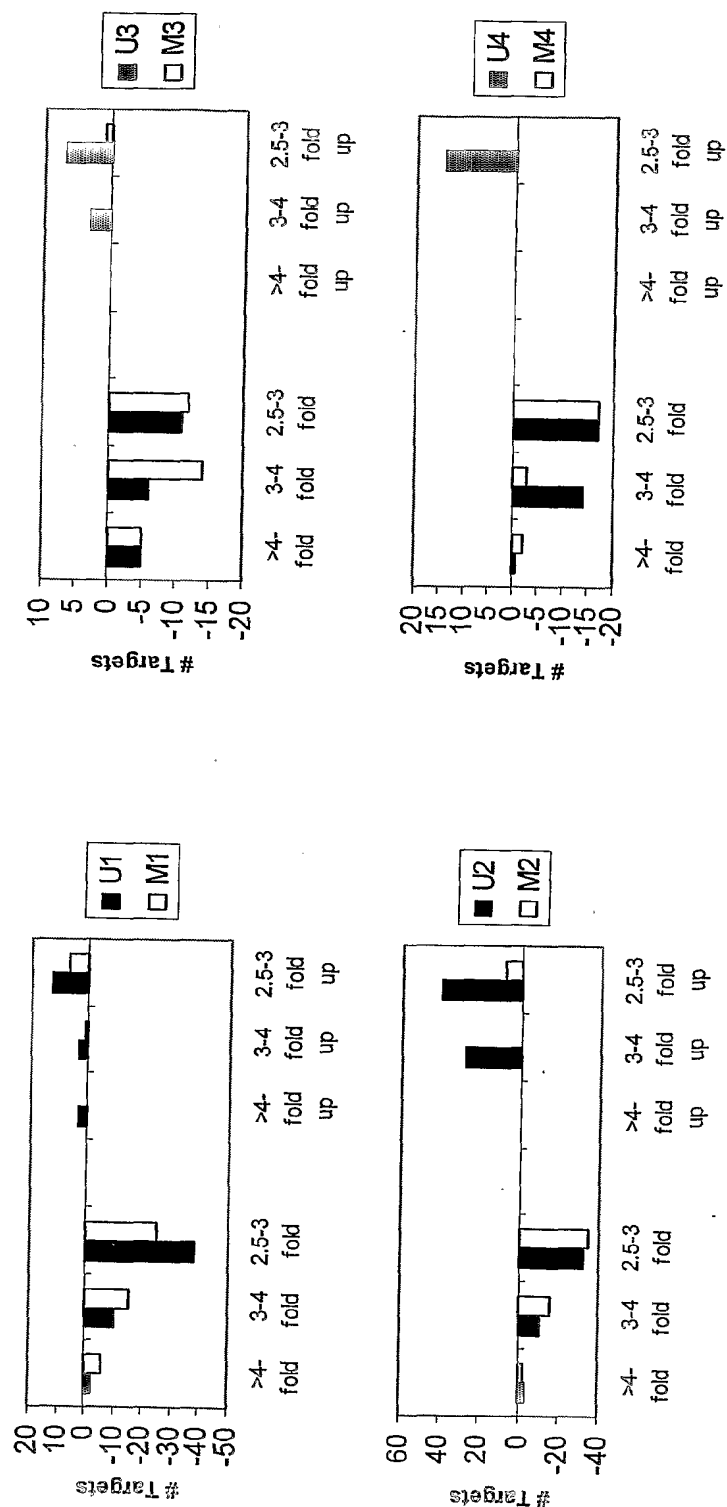 20
10
0
-10
-20
-30
-40
-50
# Targets
>4- 3-4 2.5-3 >4- 3-4 2.5-3
fold fold fold fold fold fold
up up up
U1
M1
10
5
0
-5
-10
-15
-20
# Targets
>4- 3-4 2.5-3 >4- 3-4 2.5-3
fold fold fold fold fold fold
up up up
U3
M3
60
40
20
0
-20
-40
# Targets
>4- 3-4 2.5-3 >4- 3-4 2.5-3
fold fold fold fold fold fold
up up up
U2
M2
20
15
10
5
0
-5
-10
-15
-20
# Targets
>4- 3-4 2.5-3 >4- 3-4 2.5-3
fold fold fold fold fold fold
up up up
U4
M4